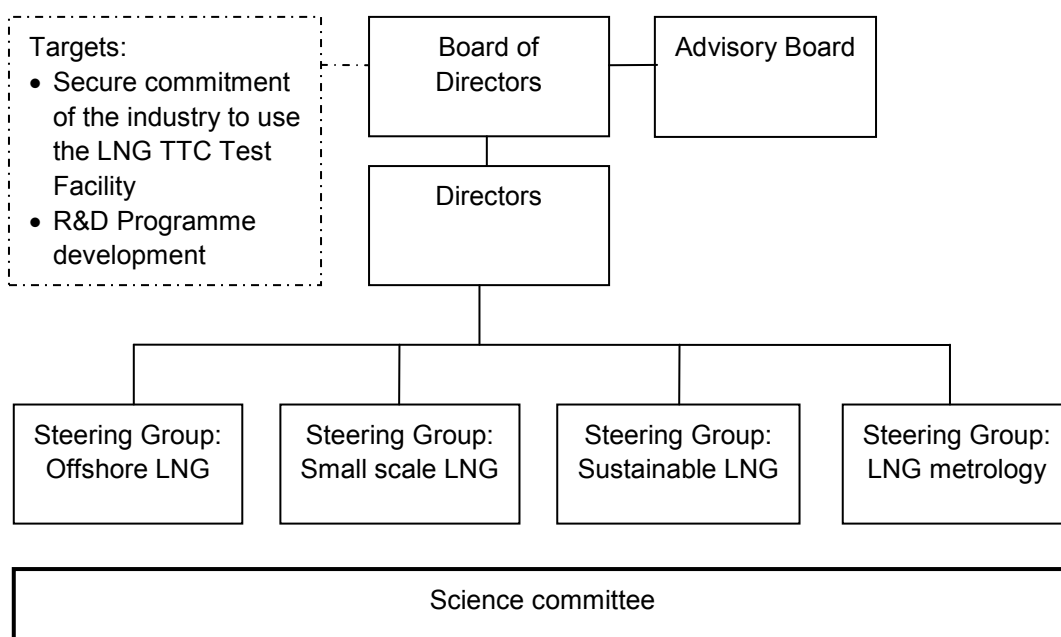 Targets:
• Secure commitment
of the industry to use
the LNG TTC Test
Facility
• R&D Programme
development
Board of
Directors
Advisory Board
Directors
Steering Group:
Offshore LNG
Steering Group:
Small scale LNG
Steering Group:
Sustainable LNG
Steering Group:
LNG metrology
Science committee